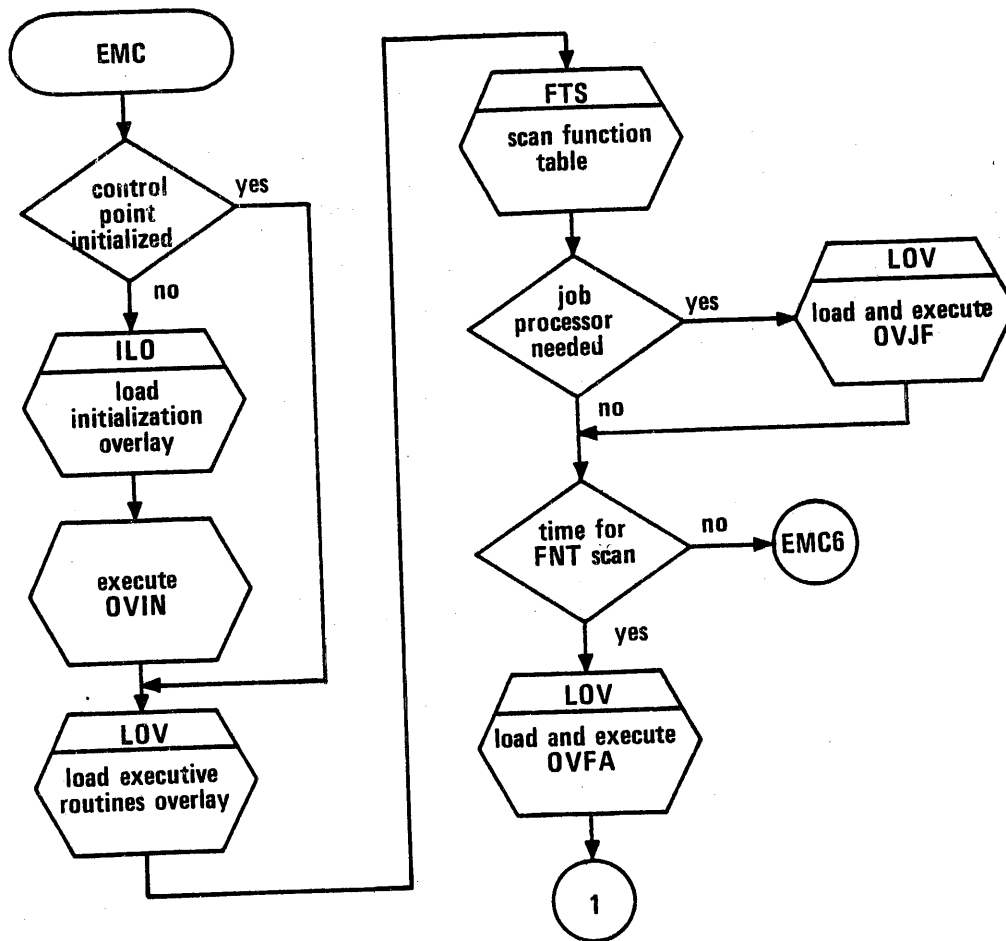 EMC
control
point
initialized
yes
no
ILO
load
initialization
overlay
execute
OVIN
LOV
load executive
routines overlay
FTS
scan function
table
job
processor
needed
yes
LOV
load and execute
OVJF
no
time for
FNT scan
no
EMC6
yes
LOV
load and execute
OVFA
1